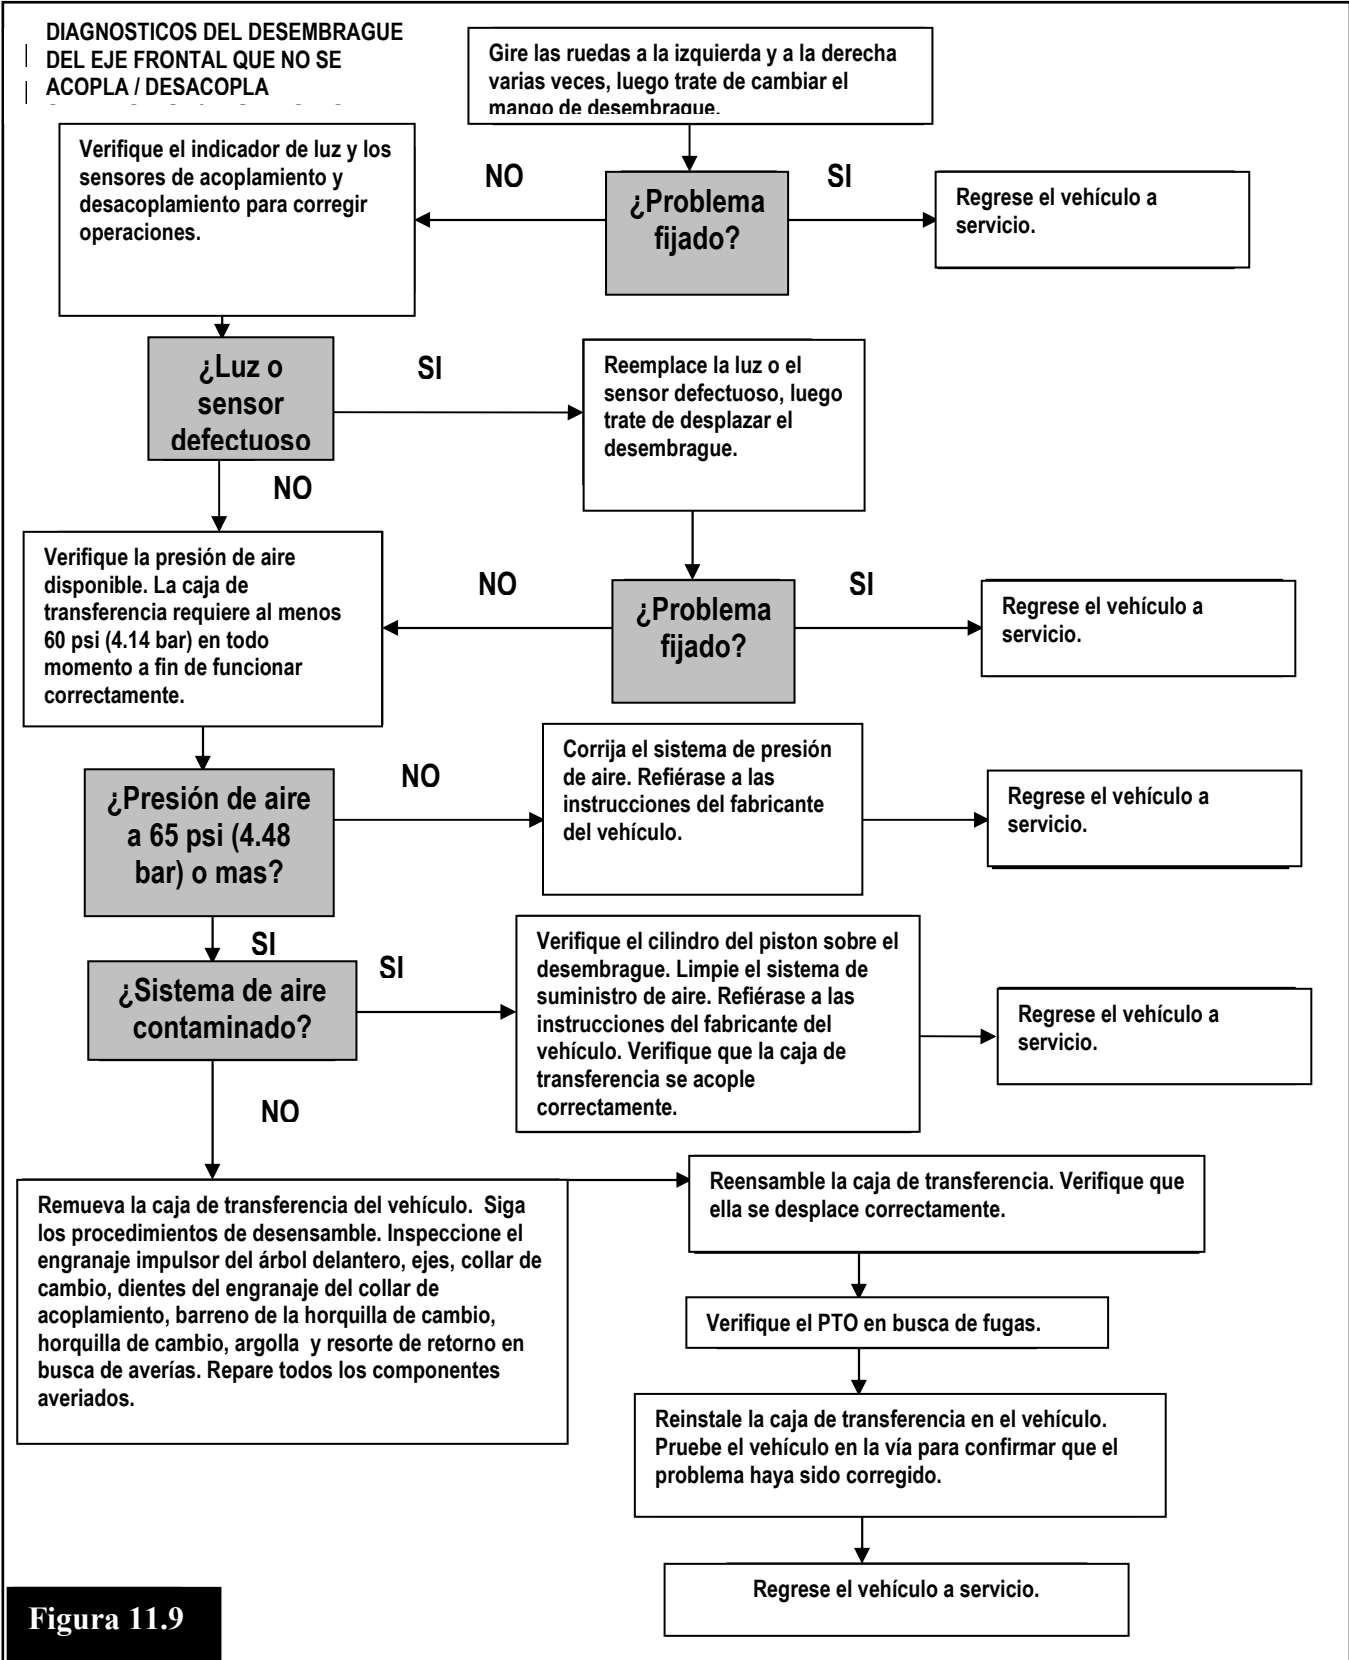 DIAGNOSTICOS DEL DESEMBRAGUE
DEL EJE FRONTAL QUE NO SE
ACOPLA / DESACOPLA
Gire las ruedas a la izquierda y a la derecha
varias veces, luego trate de cambiar el
mango de desembrague.
Verifique el indicador de luz y los
sensores de acoplamiento y
desacoplamiento para corregir
operaciones.
NO
¿Problema
fijado?
SI
Regrese el vehículo a
servicio.
¿Luz o
sensor
defectuoso
SI
Reemplace la luz o el
sensor defectuoso, luego
trate de desplazar el
desembrague.
NO
Verifique la presión de aire
disponible. La caja de
transferencia requiere al menos
60 psi (4.14 bar) en todo
momento a fin de funcionar
correctamente.
NO
¿Problema
fijado?
SI
Regrese el vehículo a
servicio.
¿Presión de aire
a 65 psi (4.48
bar) o mas?
NO
Corrija el sistema de presión
de aire. Refiérase a las
instrucciones del fabricante
del vehículo.
Regrese el vehículo a
servicio.
SI
¿Sistema de aire
contaminado?
SI
Verifique el cilindro del piston sobre el
desembrague. Limpie el sistema de
suministro de aire. Refiérase a las
instrucciones del fabricante del
vehículo. Verifique que la caja de
transferencia se acople
correctamente.
Regrese el vehículo a
servicio.
NO
Remueva la caja de transferencia del vehículo. Siga
los procedimientos de desensamble. Inspeccione el
engranaje impulsor del árbol delantero, ejes, collar de
cambio, dientes del engranaje del collar de
acoplamiento, barreno de la horquilla de cambio,
horquilla de cambio, argolla y resorte de retorno en
busca de averías. Repare todos los componentes
averiados.
Reensamble la caja de transferencia. Verifique que
ella se desplace correctamente.
Verifique el PTO en busca de fugas.
Reinstale la caja de transferencia en el vehículo.
Pruebe el vehículo en la vía para confirmar que el
problema haya sido corregido.
Regrese el vehículo a servicio.
Figura 11.9